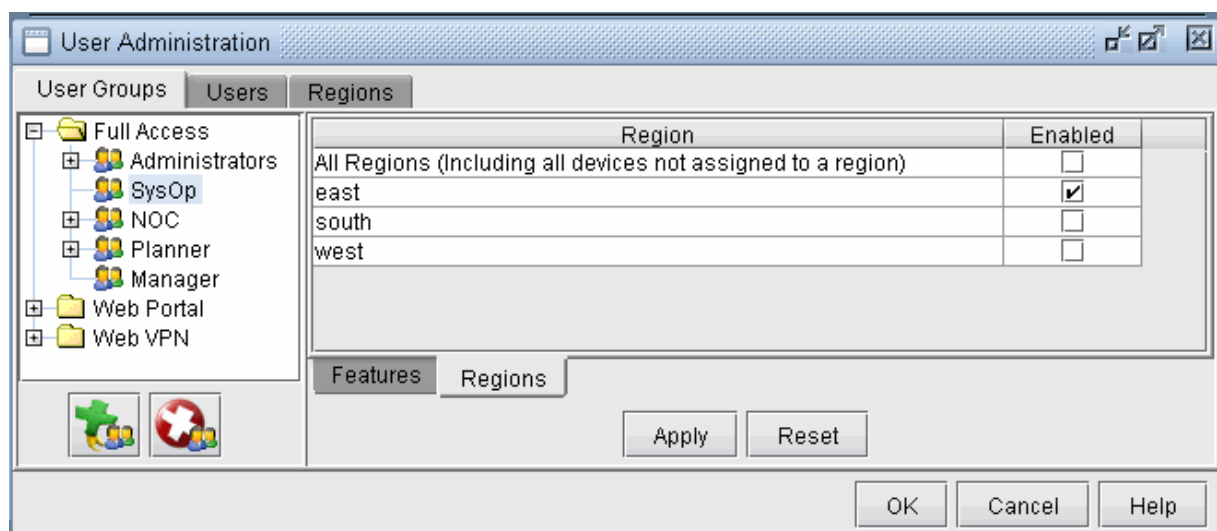 User Administration
User Groups Users Regions
Full Access
Administrators
SysOp
NOC
Planner
Manager
Web Portal
Web VPN
Region Enabled
All Regions (Including all devices not assigned to a region)
east
south
west
Features Regions
Apply Reset
OK Cancel Help